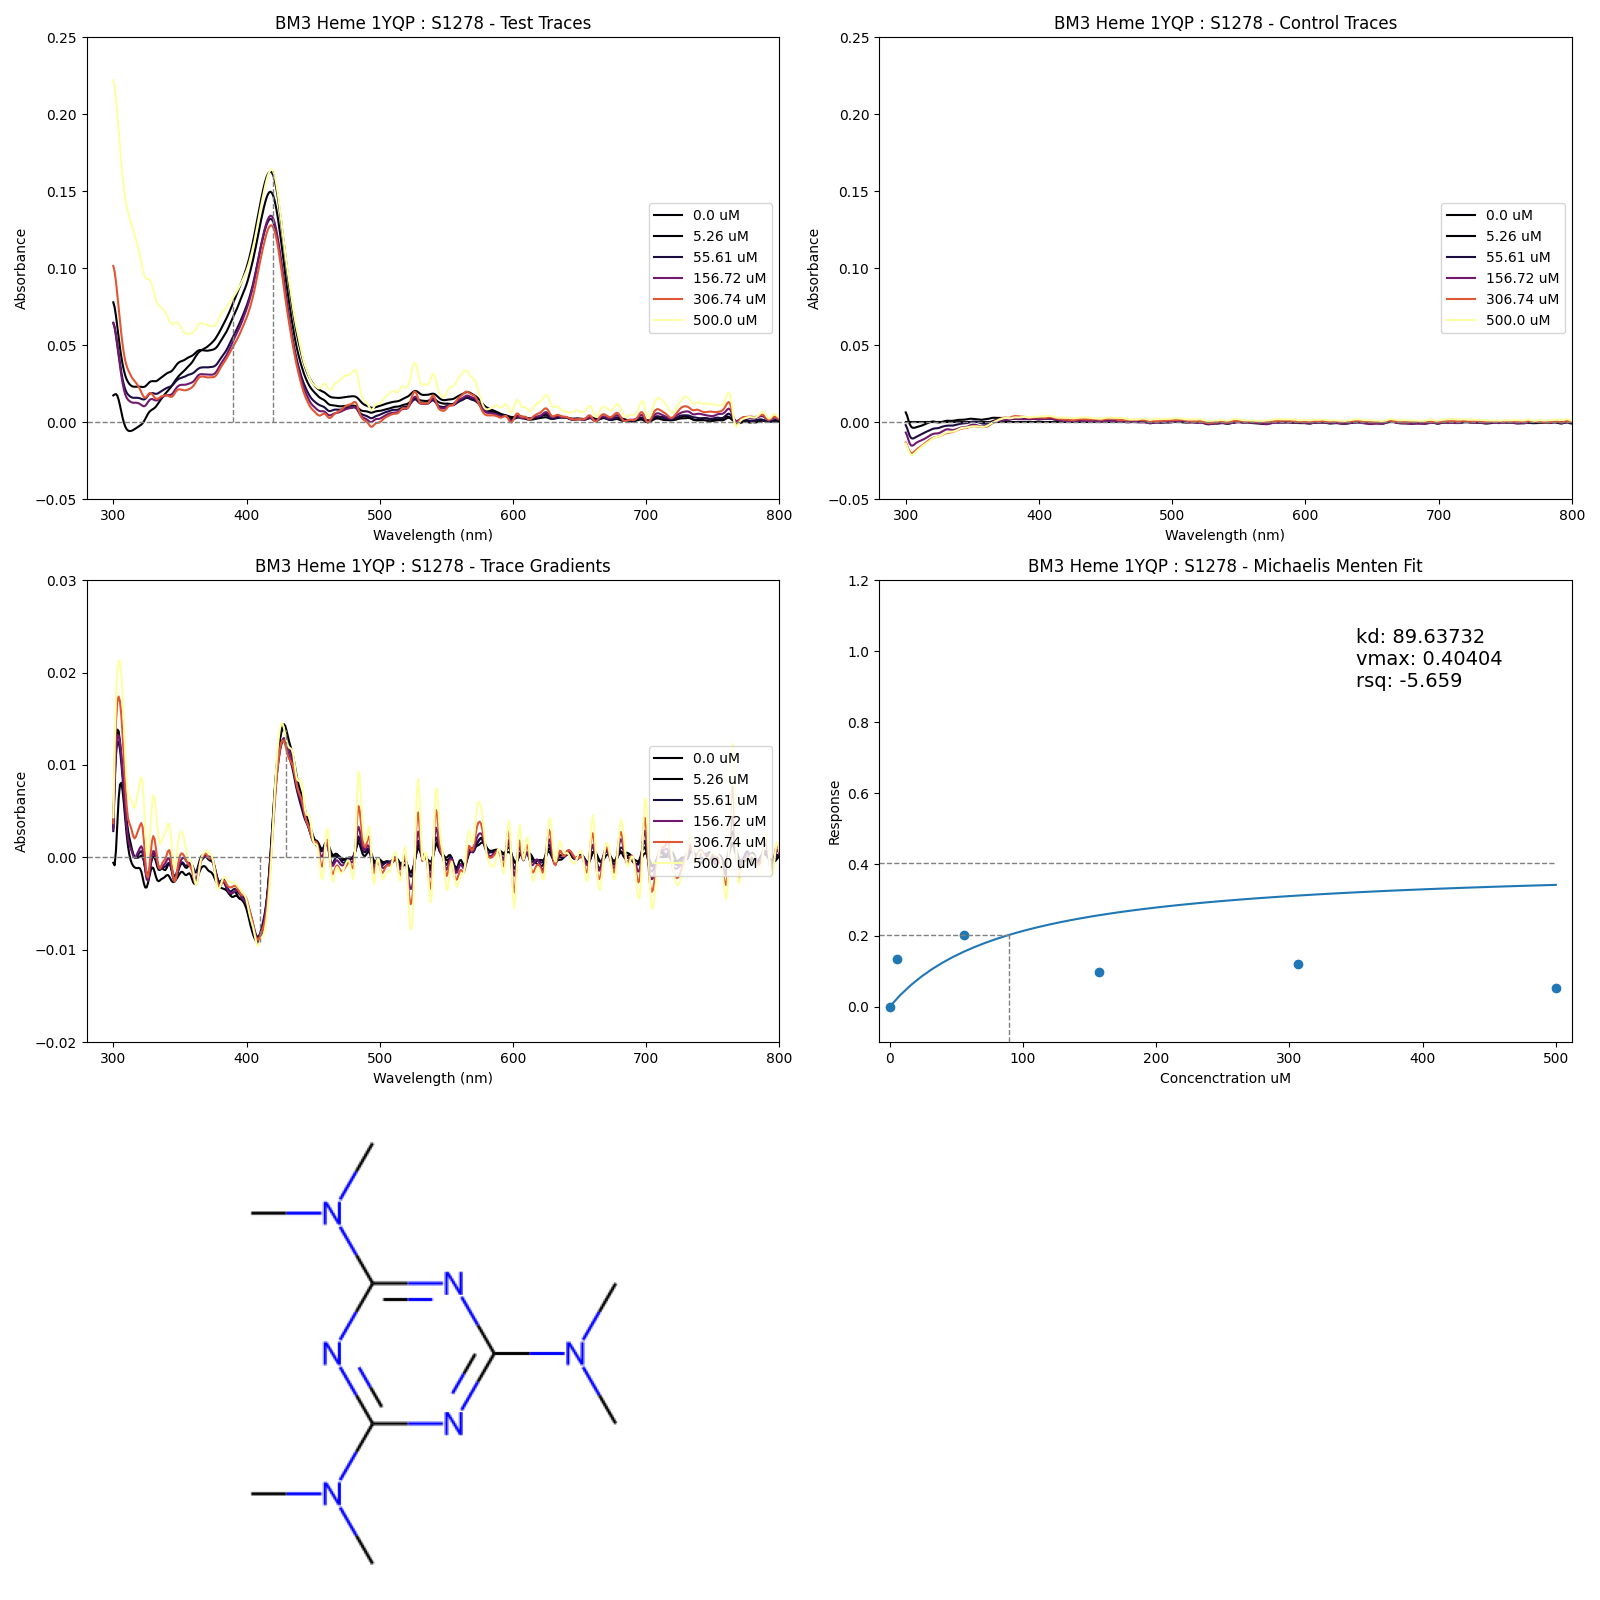 BM3 Heme 1YQP : S1278 - Test Traces
0.25
0.20
0.15
0.10
0.05
0.00
−0.05
Absorbance
300 400 500 600 700 800
Wavelength (nm)
0.0 uM
5.26 uM
55.61 uM
156.72 uM
306.74 uM
500.0 uM
BM3 Heme 1YQP : S1278 - Control Traces
0.25
0.20
0.15
0.10
0.05
0.00
−0.05
Absorbance
300 400 500 600 700 800
Wavelength (nm)
0.0 uM
5.26 uM
55.61 uM
156.72 uM
306.74 uM
500.0 uM
BM3 Heme 1YQP : S1278 - Trace Gradients
0.03
0.02
0.01
0.00
−0.01
−0.02
Absorbance
300 400 500 600 700 800
Wavelength (nm)
0.0 uM
5.26 uM
55.61 uM
156.72 uM
306.74 uM
500.0 uM
BM3 Heme 1YQP : S1278 - Michaelis Menten Fit
1.2
1.0
0.8
0.6
0.4
0.2
0.0
Response
0 100 200 300 400 500
Concenctration uM
kd: 89.63732
vmax: 0.40404
rsq: -5.659
N
N
N
N
N
N